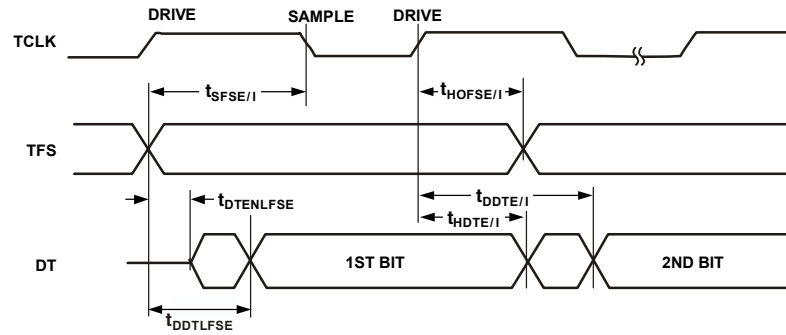 DRIVE SAMPLE DRIVE
TCLK
tSFSE/I tHOFSE/I
TFS
tDDTE/I
tDTENLFSE tHDTE/I
DT 1ST BIT 2ND BIT
tDDTLFSE